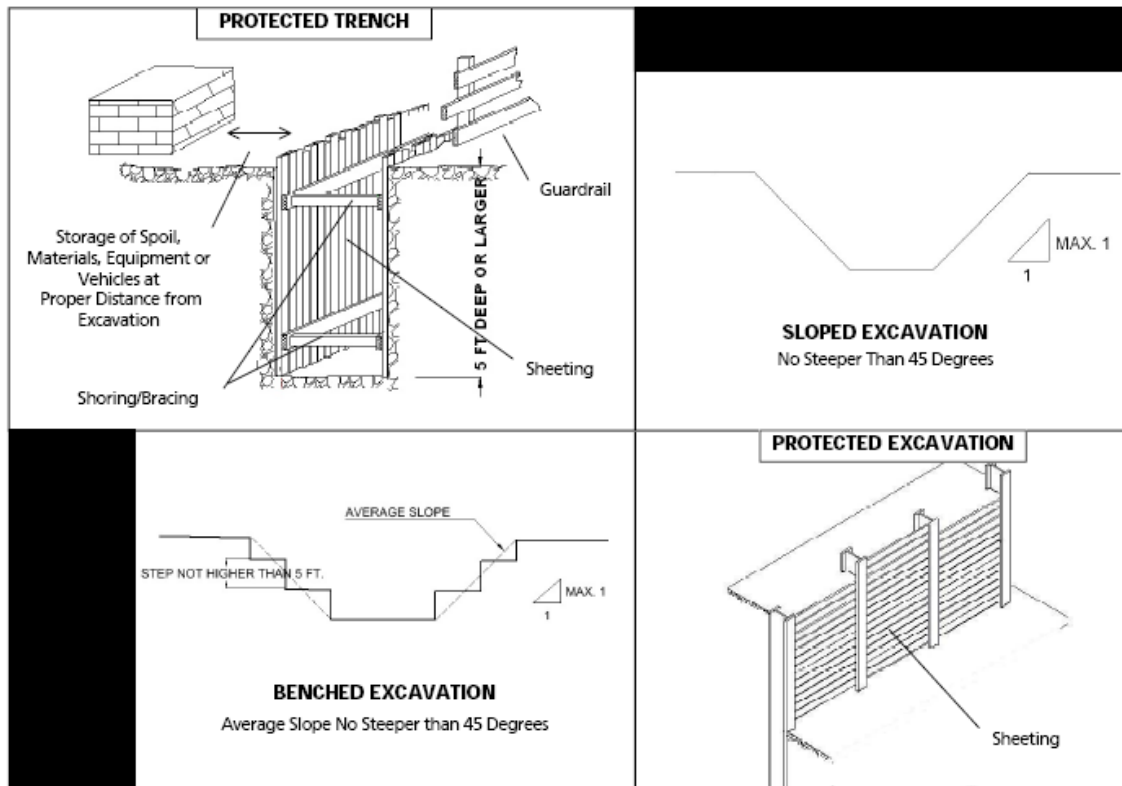 PROTECTED TRENCH
Guardrail
5 FT DEEP OR LARGER
Storage of Spoil,
Materials, Equipment or
Vehicles at
Proper Distance from
Excavation
Sheeting
Shoring/Bracing
MAX. 1
1
SLOPED EXCAVATION
No Steeper Than 45 Degrees
AVERAGE SLOPE
STEP NOT HIGHER THAN 5 FT.
MAX. 1
1
BENCHED EXCAVATION
Average Slope No Steeper than 45 Degrees
PROTECTED EXCAVATION
Sheeting